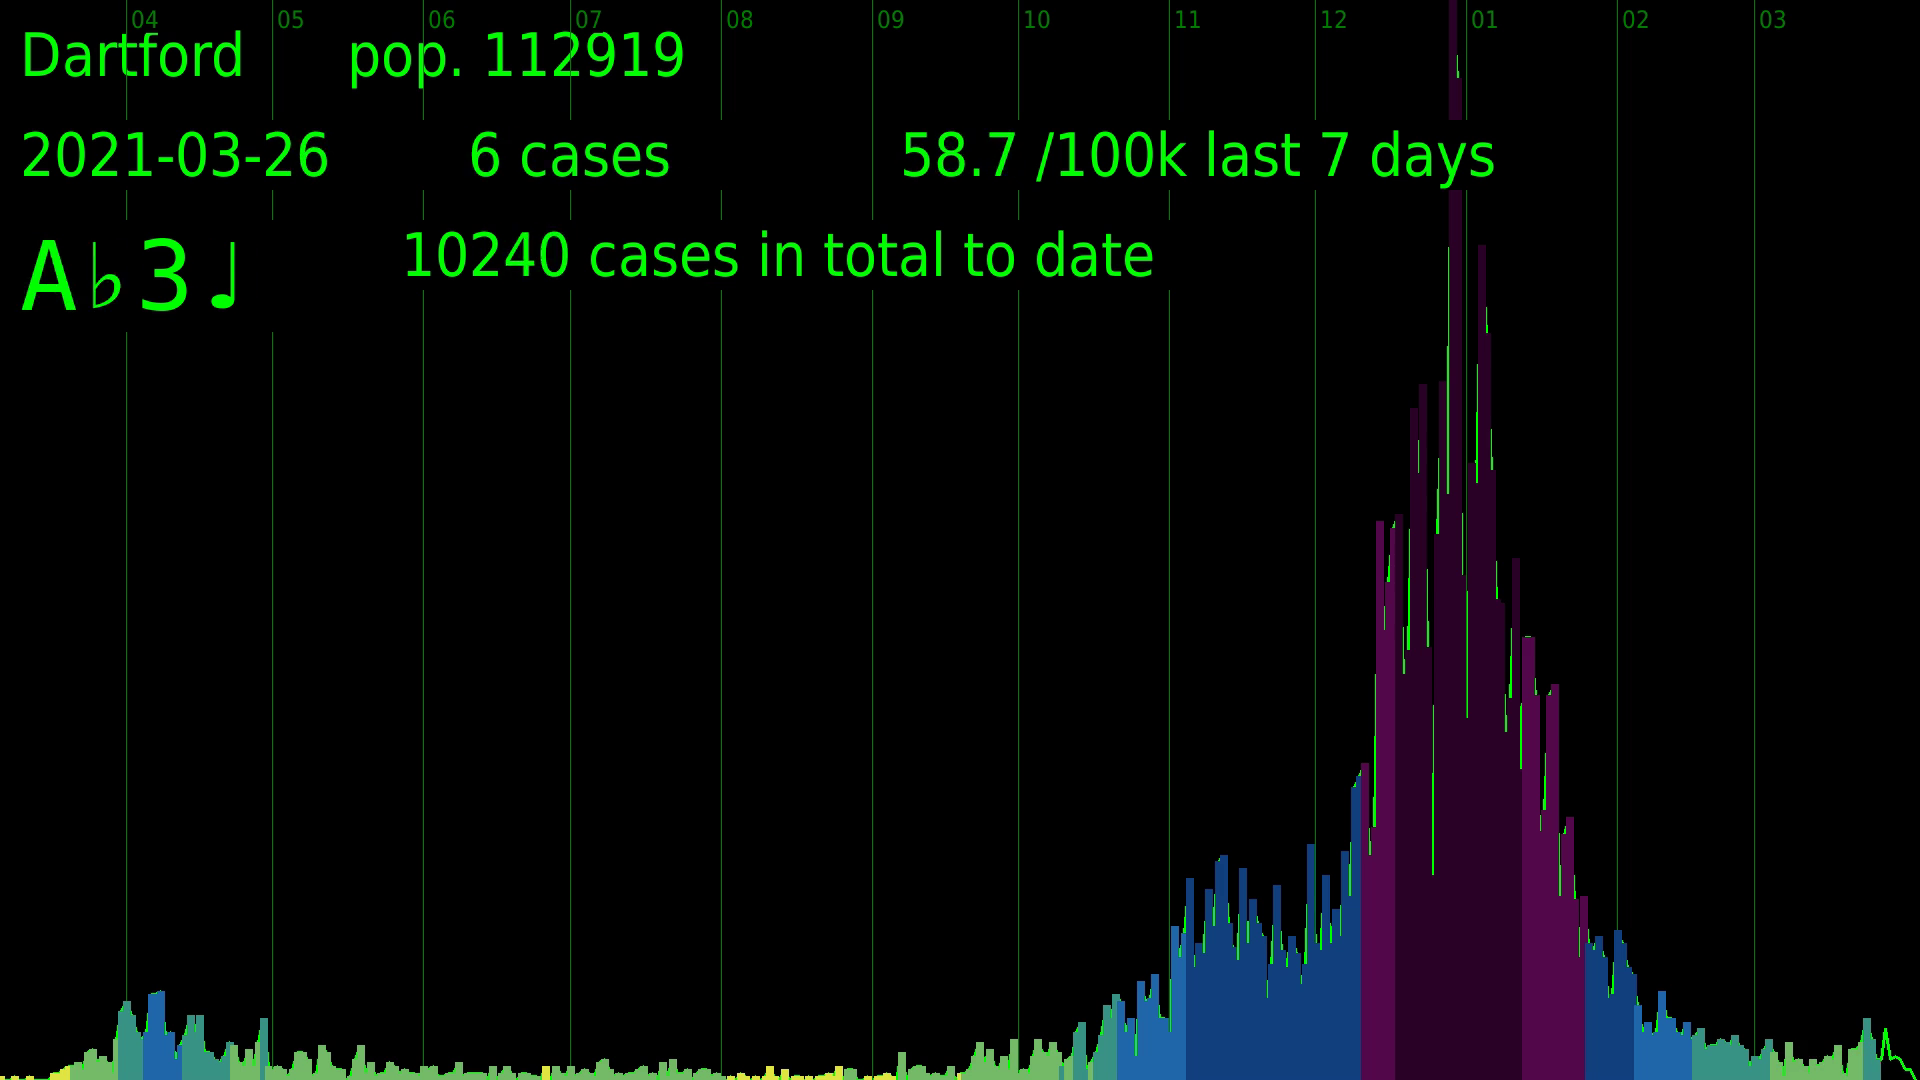 04 05 06 07 08 09 10 11 12 01 02 03
Dartford pop. 112919
2021-03-26 6 cases 58.7 /100k last 7 days
A♭3♩ 10240 cases in total to date